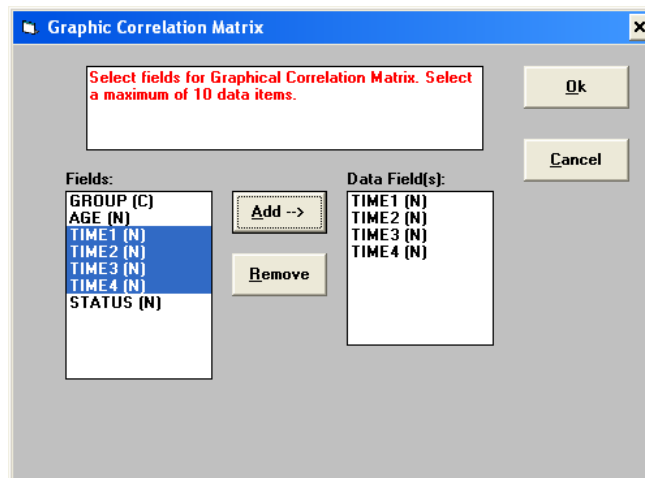 Graphic Correlation Matrix
Select fields for Graphical Correlation Matrix. Select
a maximum of 10 data items.
Ok
Cancel
Fields:
GROUP (C)
AGE (N)
TIME1 (N)
TIME2 (N)
TIME3 (N)
TIME4 (N)
STATUS (N)
Add -->
Remove
Data Field(s):
TIME1 (N)
TIME2 (N)
TIME3 (N)
TIME4 (N)